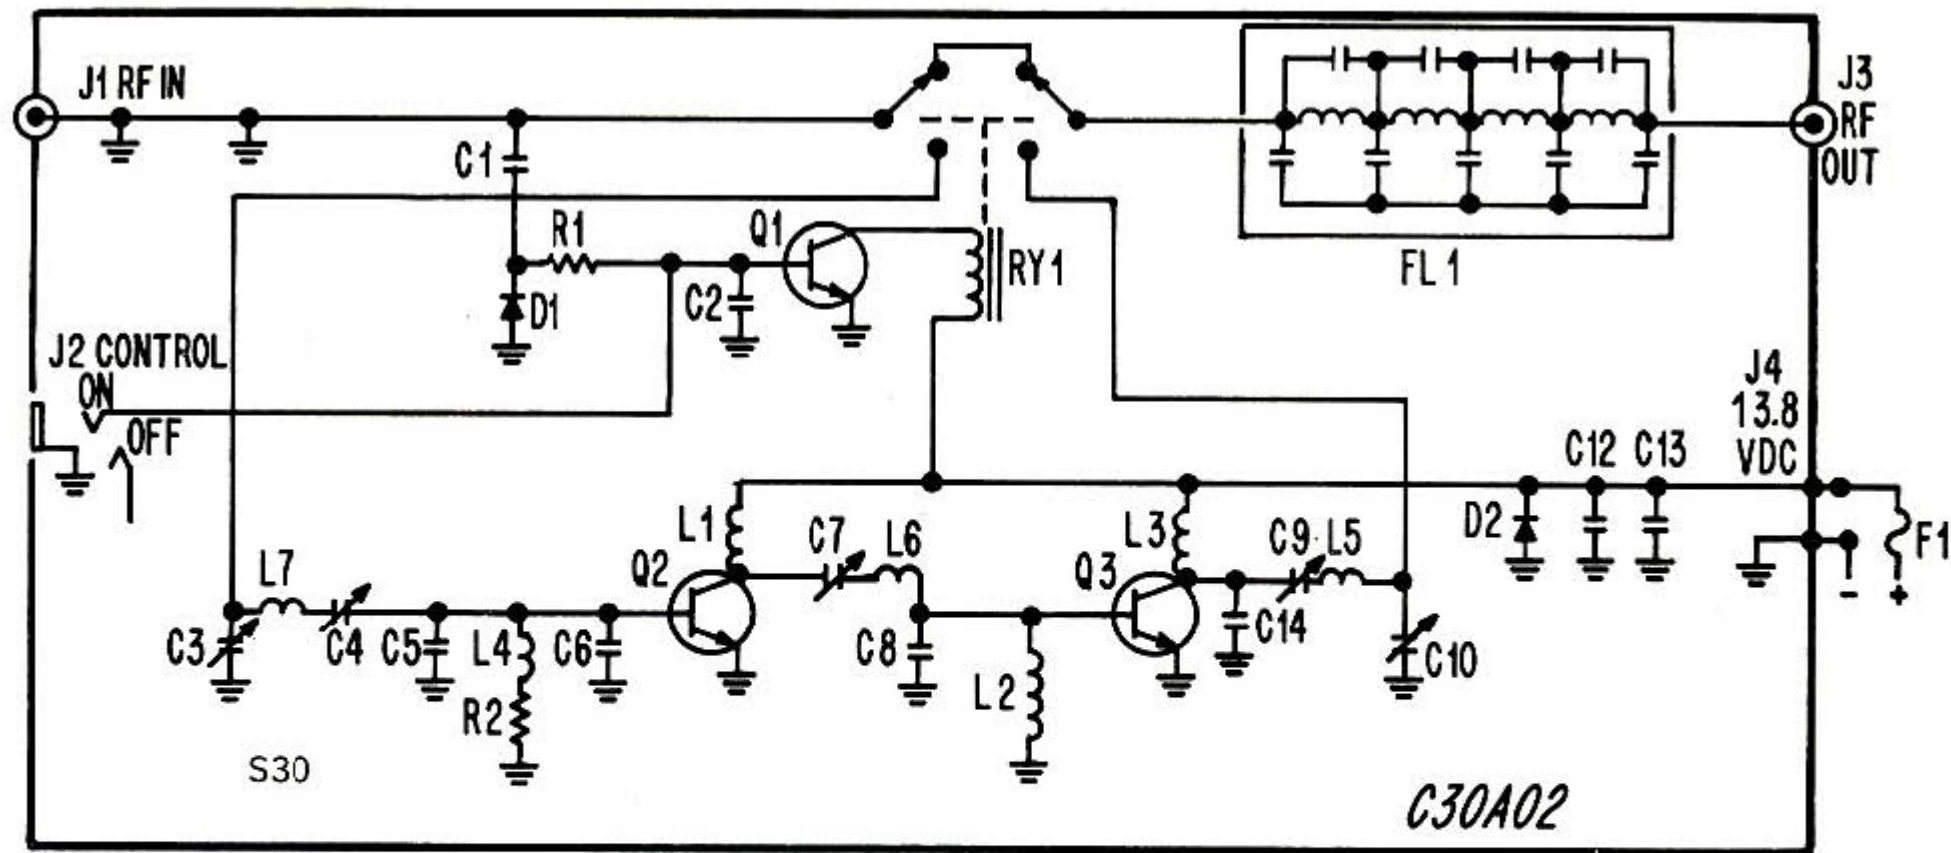 J1 RF IN
J3
RF
OUT
C1
R1
Q1
RY1
FL 1
C2
D1
J2 CONTROL
ON
OFF
J4
13.8
VDC
C12 C13
D2
F1
- +
L1
C7 L6
L3
C9 L5
Q2
Q3
L7
C3
C4
C5
L4
C6
C8
C14
C10
R2
L2
S30
C30A02